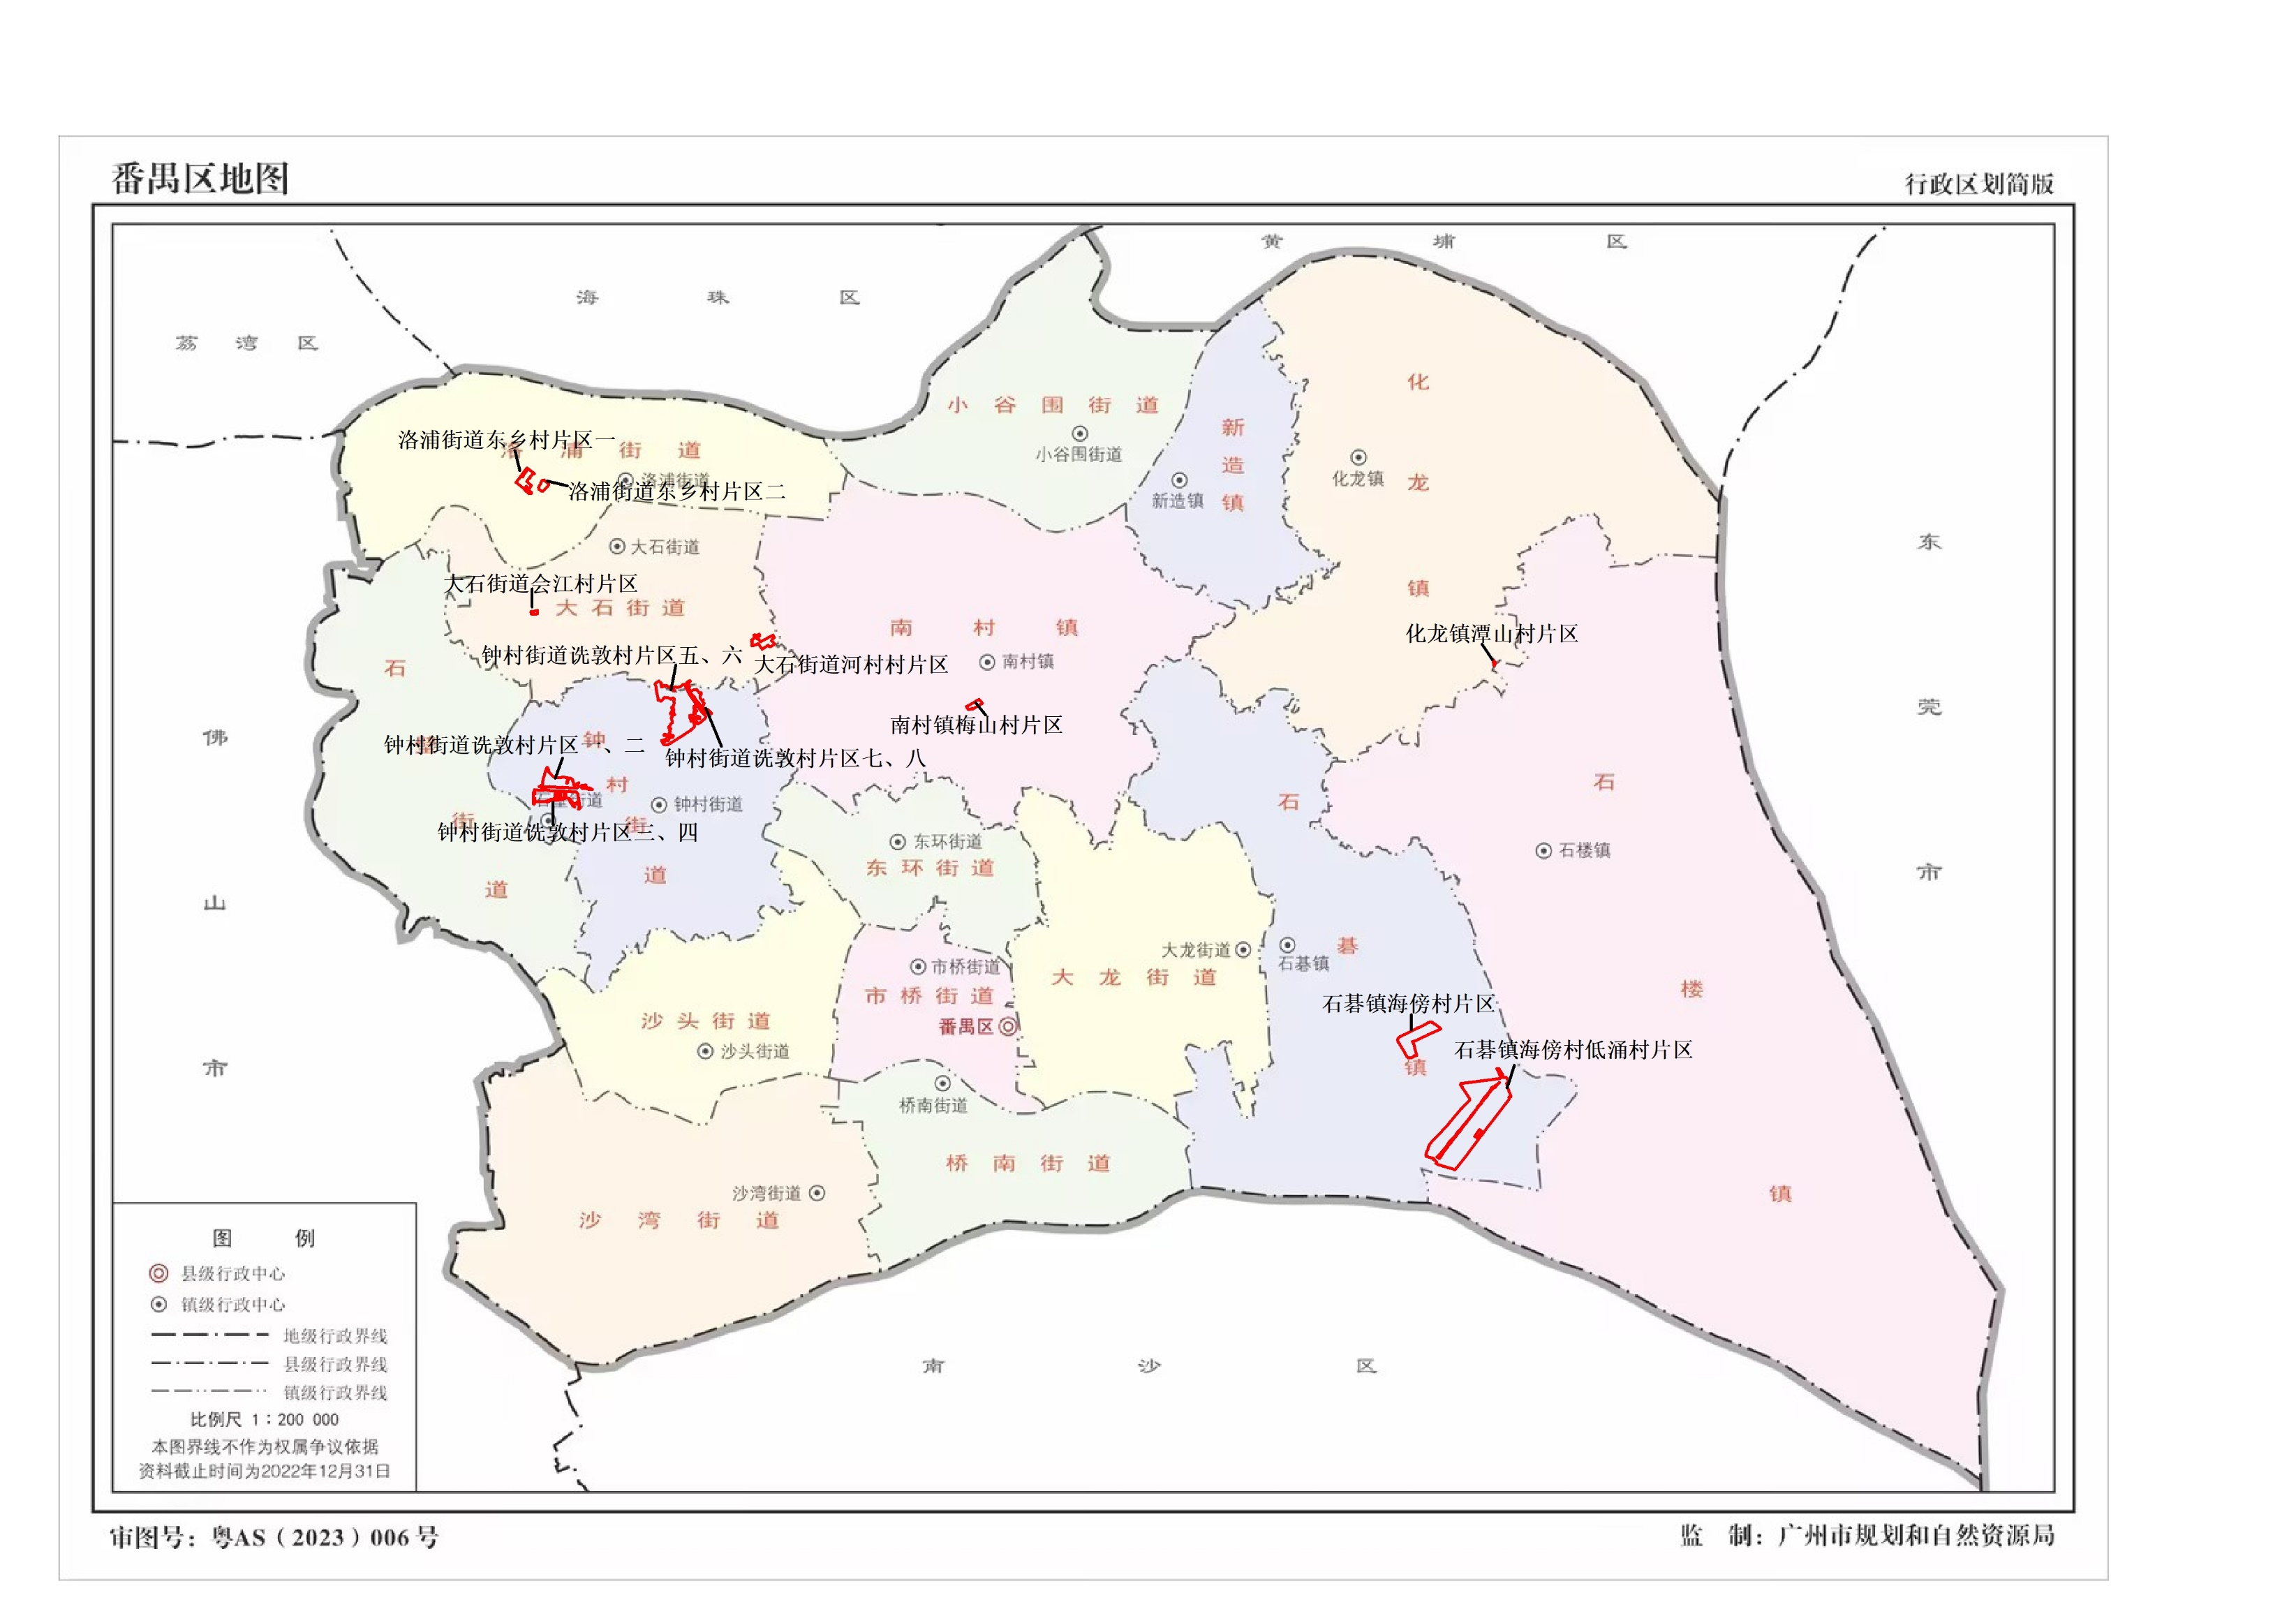 番禺区地图
行政区划简版
黄埔区
海珠区
荔湾区
化
小谷围街道
新
小谷围街道
造
洛浦街道东乡村片区一
洛浦街道
化龙镇
龙
洛浦街道
新造镇
镇
洛浦街道东乡村片区二
东
大石街道
大石街道会江村片区
镇
大石街道
南村镇
化龙镇潭山村片区
钟村街道诜敦村片区五、六
大石街道河村村片区
南村镇
石
莞
南村镇梅山村片区
佛
钟
钟村街道诜敦村片区一、二
钟村街道诜敦村片区七、八
村
石
石
石壁街道
钟村街道
街
街
钟村街道诜敦村片区三、四
东环街道
石楼镇
东环街道
市
道
道
山
大龙街道
石碁镇
碁
市桥街道
大龙街道
楼
市桥街道
石碁镇海傍村片区
沙头街道
番禺区
沙头街道
石碁镇海傍村低涌村片区
市
镇
桥南街道
桥南街道
沙湾街道
镇
沙湾街道
图例
县级行政中心
镇级行政中心
地级行政界线
县级行政界线
镇级行政界线
比例尺 1：200 000
本图界线不作为权属争议依据
资料截止时间为2022年12月31日
南沙区
审图号：粤AS（2023）006号
监 制：广州市规划和自然资源局